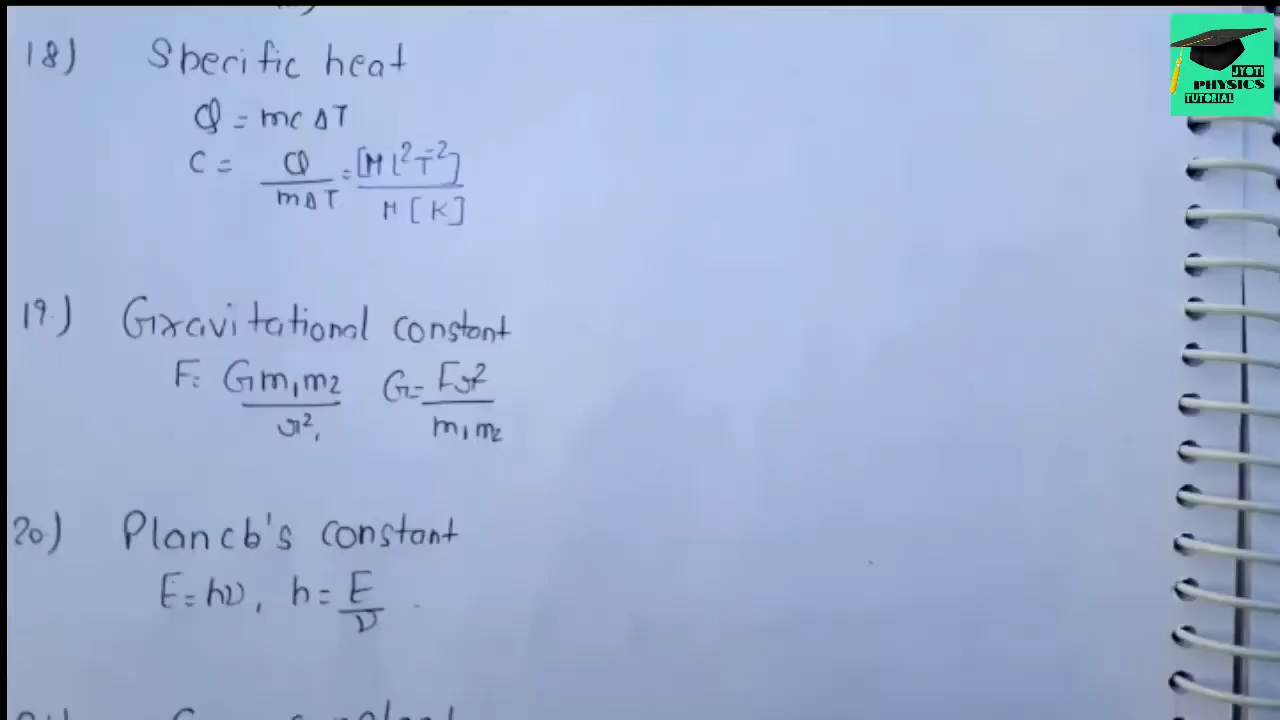 18) Specific heat
Q = mcΔT
C = Q/mΔT = [M L²T⁻²]/M [K]
19.) Gravitational constant
F = Gm₁m₂/r², G = Fr²/m₁m₂
20.) Planck's constant
E = hν, h = E/ν
JYOTI
PHYSICS
TUTORIAL